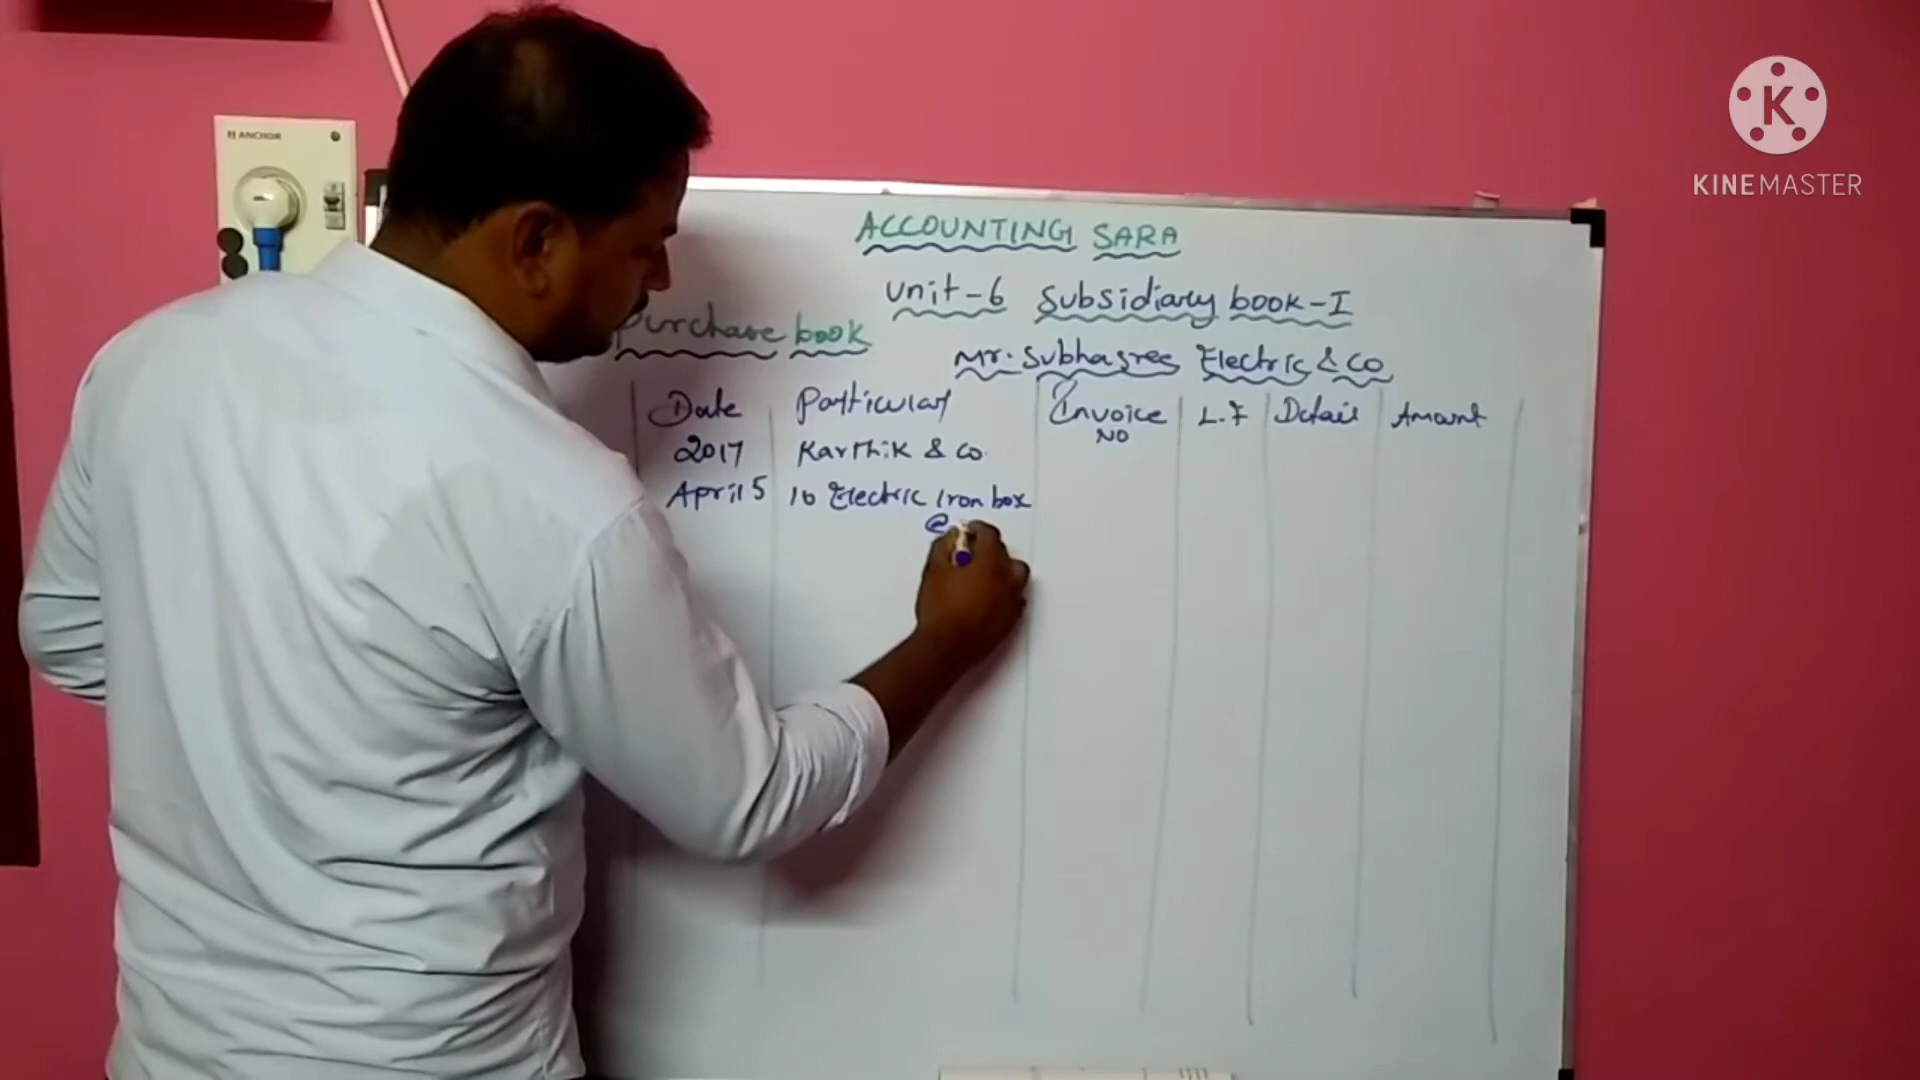 ANCHOR
K
KINEMASTER
ACCOUNTING SARA
Unit-6 Subsidiary book-I
Purchase book
Mr. Subhasree Electric & Co
Date Particular Invoice NO L.F Detail Amount
2017 Karthik & Co.
April 5 10 Electric Iron box
@